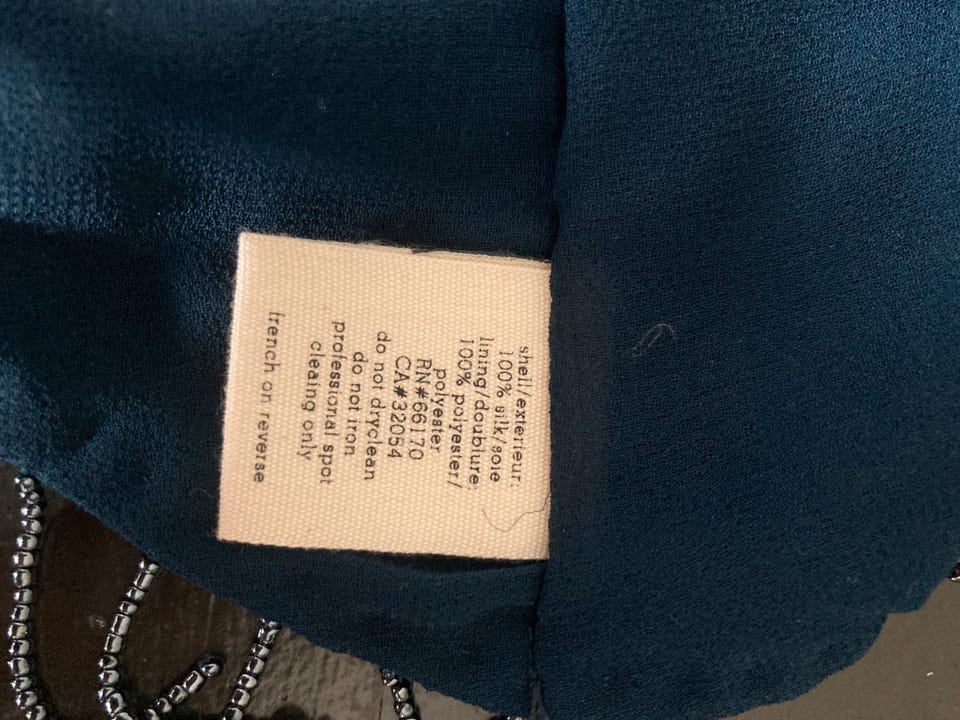 shell/exterieur:
100% silk/soie
lining/doublure:
100% polyester/
polyester
RN#66170
CA#32054
do not dryclean
do not iron
professional spot
cleaing only
french on reverse